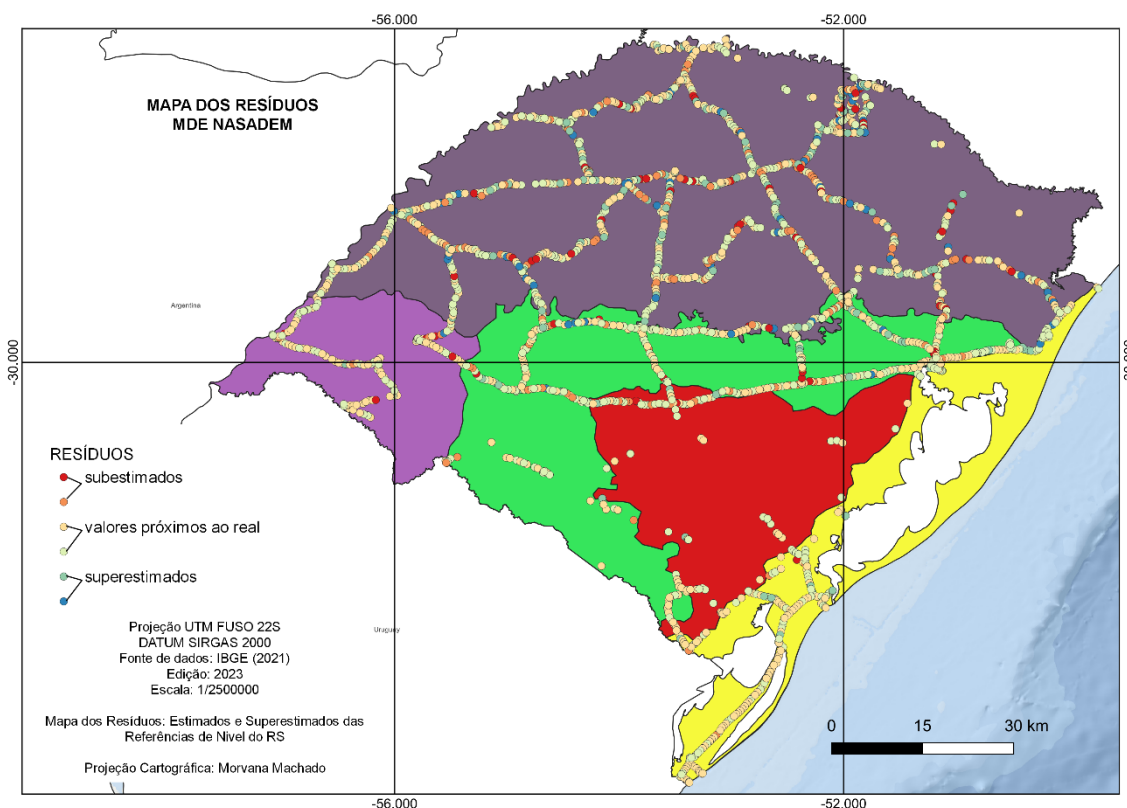 -56.000
-52.000
MAPA DOS RESÍDUOS
MDE NASADEM
Argentina
-30.000
RESÍDUOS
subestimados
valores próximos ao real
superestimados
Uruguay
Projeção UTM FUSO 22S
DATUM SIRGAS 2000
Fonte de dados: IBGE (2021)
Edição: 2023
Escala: 1/2500000
Mapa dos Resíduos: Estimados e Superestimados das
Referências de Nivel do RS
Projeção Cartográfica: Morvana Machado
0
15
30 km
-56.000
-52.000